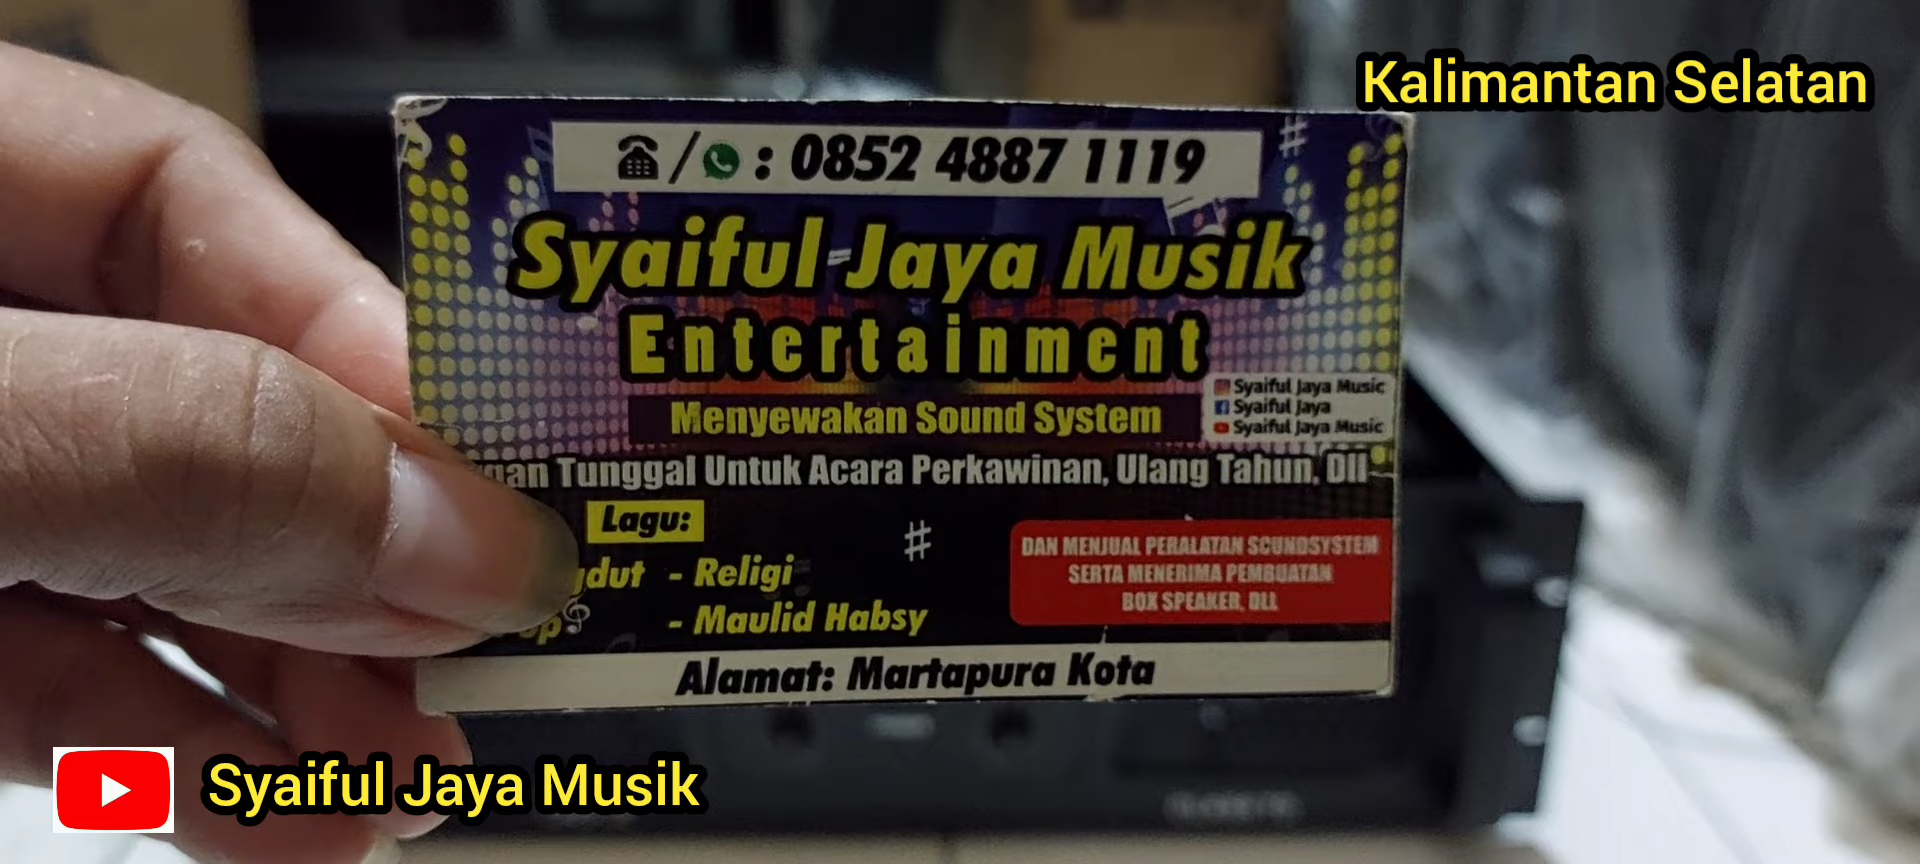 Kalimantan Selatan
/ : 0852 4887 1119
Syaiful Jaya Musik
Entertainment
Syaiful Jaya Music
Menyewakan Sound System
Syaiful Jaya
Syaiful Jaya Music
Tunggal Untuk Acara Perkawinan, Ulang Tahun, Dll
Lagu:
- Religi
- Maulid Habsy
DAN MENJUAL PERALATAN SOUNDSYSTEM
SERTA MENERIMA PEMBUATAN
BOX SPEAKER, DLL
Alamat: Martapura Kota
Syaiful Jaya Musik